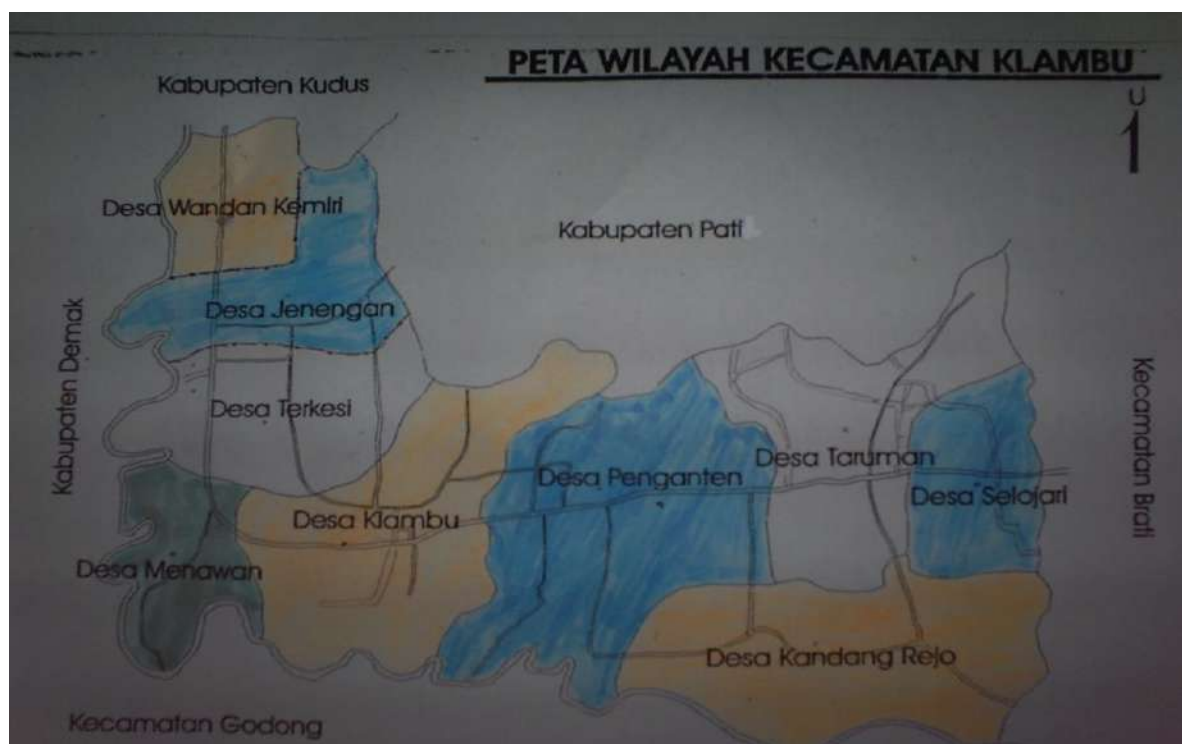 PETA WILAYAH KECAMATAN KLAMBU
U
Kabupaten Kudus
Desa Wandan Kemiri
Kabupaten Pati
Desa Jenengan
Kabupaten Demak
Desa Terkesi
Kecamatan Brati
Desa Taruman
Desa Penganten
Desa Selojari
Desa Klambu
Desa Menawan
Desa Kandang Rejo
Kecamatan Godong